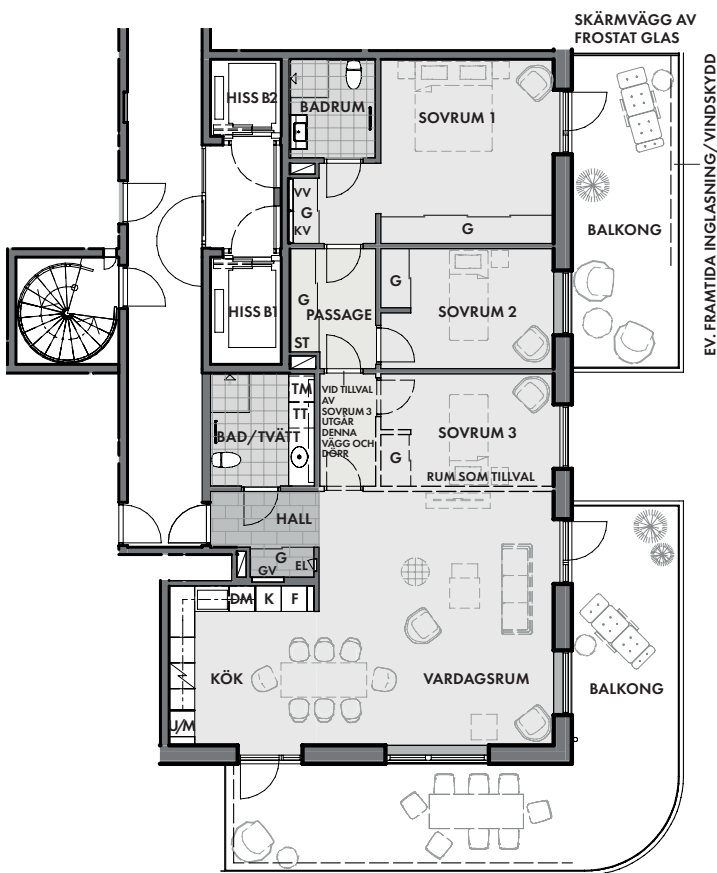 SKÄRMVÄGG AV
FROSTAT GLAS
EV. FRAMTIDA INGLASNING/VINDSKYDD
HISS B2
BADRUM
SOVRUM 1
VV
G
KV
G
BALKONG
HISS B1
G
PASSAGE
ST
G
SOVRUM 2
TM
TT
BAD/TVÄTT
VID TILLVAL
AV
SOVRUM 3
UTGÅR
DENNA
VÄGG OCH
DÖRR
SOVRUM 3
G
RUM SOM TILLVAL
HALL
G
GV
EL
DM
K
F
KÖK
VARDAGSRUM
BALKONG
U/M